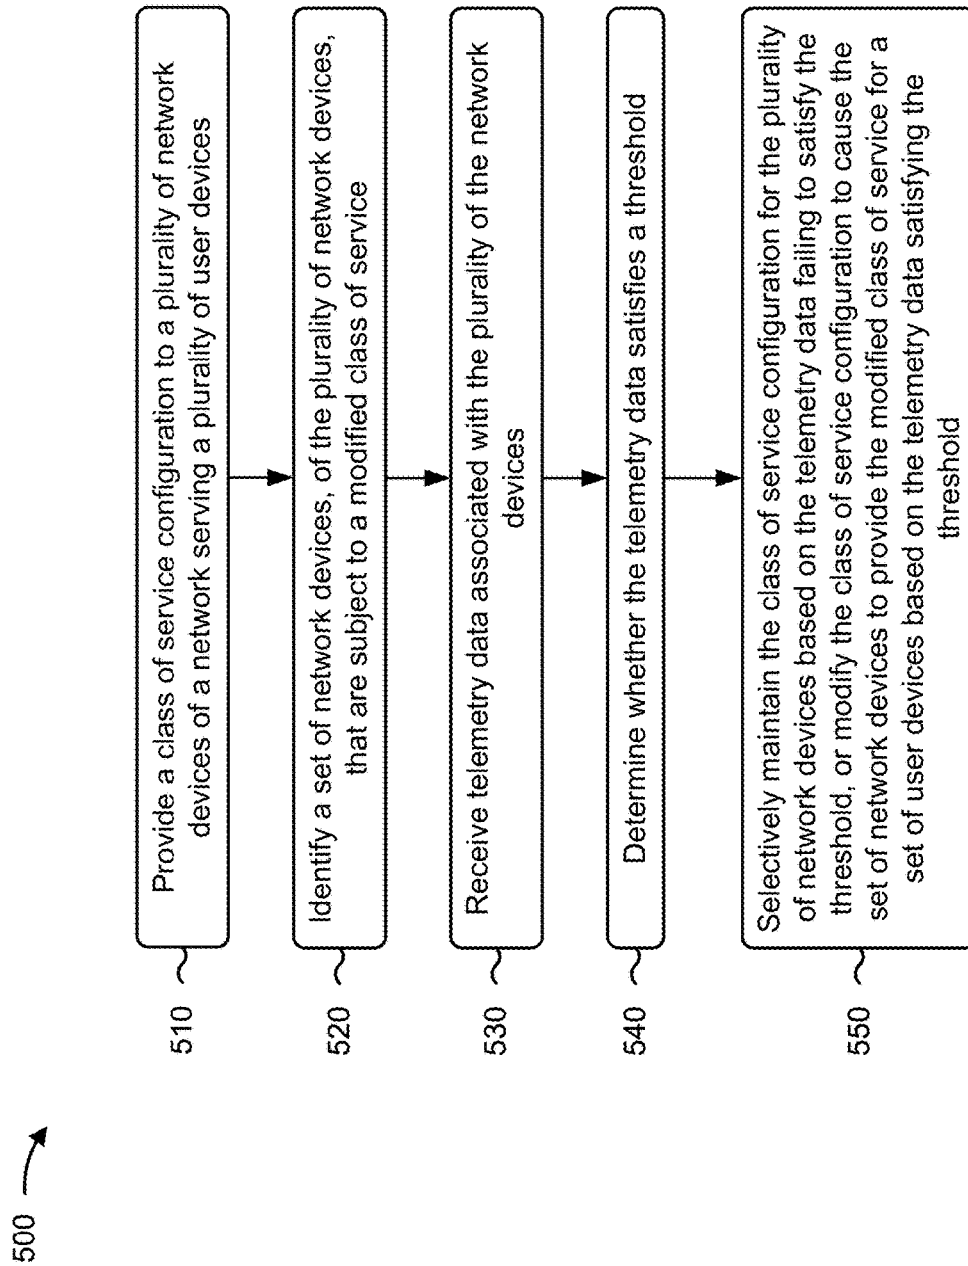 500
510
Provide a class of service configuration to a plurality of network
devices of a network serving a plurality of user devices
520
Identify a set of network devices, of the plurality of network devices,
that are subject to a modified class of service
530
Receive telemetry data associated with the plurality of the network
devices
540
Determine whether the telemetry data satisfies a threshold
550
Selectively maintain the class of service configuration for the plurality
of network devices based on the telemetry data failing to satisfy the
threshold, or modify the class of service configuration to cause the
set of network devices to provide the modified class of service for a
set of user devices based on the telemetry data satisfying the
threshold